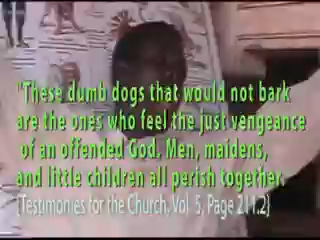 "These dumb dogs that would not bark
are the ones who feel the just vengeance
of an offended God. Men, maidens,
and little children all perish together.
[Testimonies for the Church, Vol 5, Page 211.2]